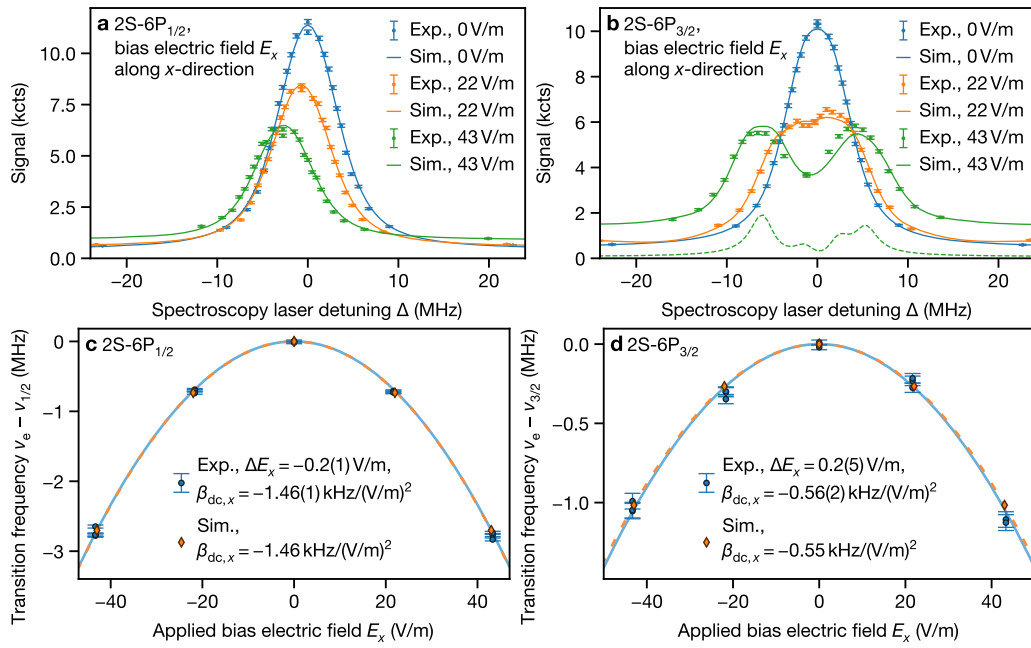 a 2S-6P1/2,
bias electric field Ex
along x-direction
Exp., 0 V/m
Sim., 0 V/m
Exp., 22 V/m
Sim., 22 V/m
Exp., 43 V/m
Sim., 43 V/m
Signal (kcts)
10.0
7.5
5.0
2.5
0.0
−20
−10
0
10
20
Spectroscopy laser detuning Δ (MHz)
b 2S-6P3/2,
bias electric field Ex
along x-direction
Exp., 0 V/m
Sim., 0 V/m
Exp., 22 V/m
Sim., 22 V/m
Exp., 43 V/m
Sim., 43 V/m
Signal (kcts)
10
8
6
4
2
0
−20
−10
0
10
20
Spectroscopy laser detuning Δ (MHz)
c 2S-6P1/2
Exp., ΔEx = −0.2(1) V/m,
βdc, x = −1.46(1) kHz/(V/m)²
Sim.,
βdc, x = −1.46 kHz/(V/m)²
Transition frequency νe − ν1/2 (MHz)
0
−1
−2
−3
−40
−20
0
20
40
Applied bias electric field Ex (V/m)
d 2S-6P3/2
Exp., ΔEx = 0.2(5) V/m,
βdc, x = −0.56(2) kHz/(V/m)²
Sim.,
βdc, x = −0.55 kHz/(V/m)²
Transition frequency νe − ν3/2 (MHz)
0.0
−0.5
−1.0
−40
−20
0
20
40
Applied bias electric field Ex (V/m)